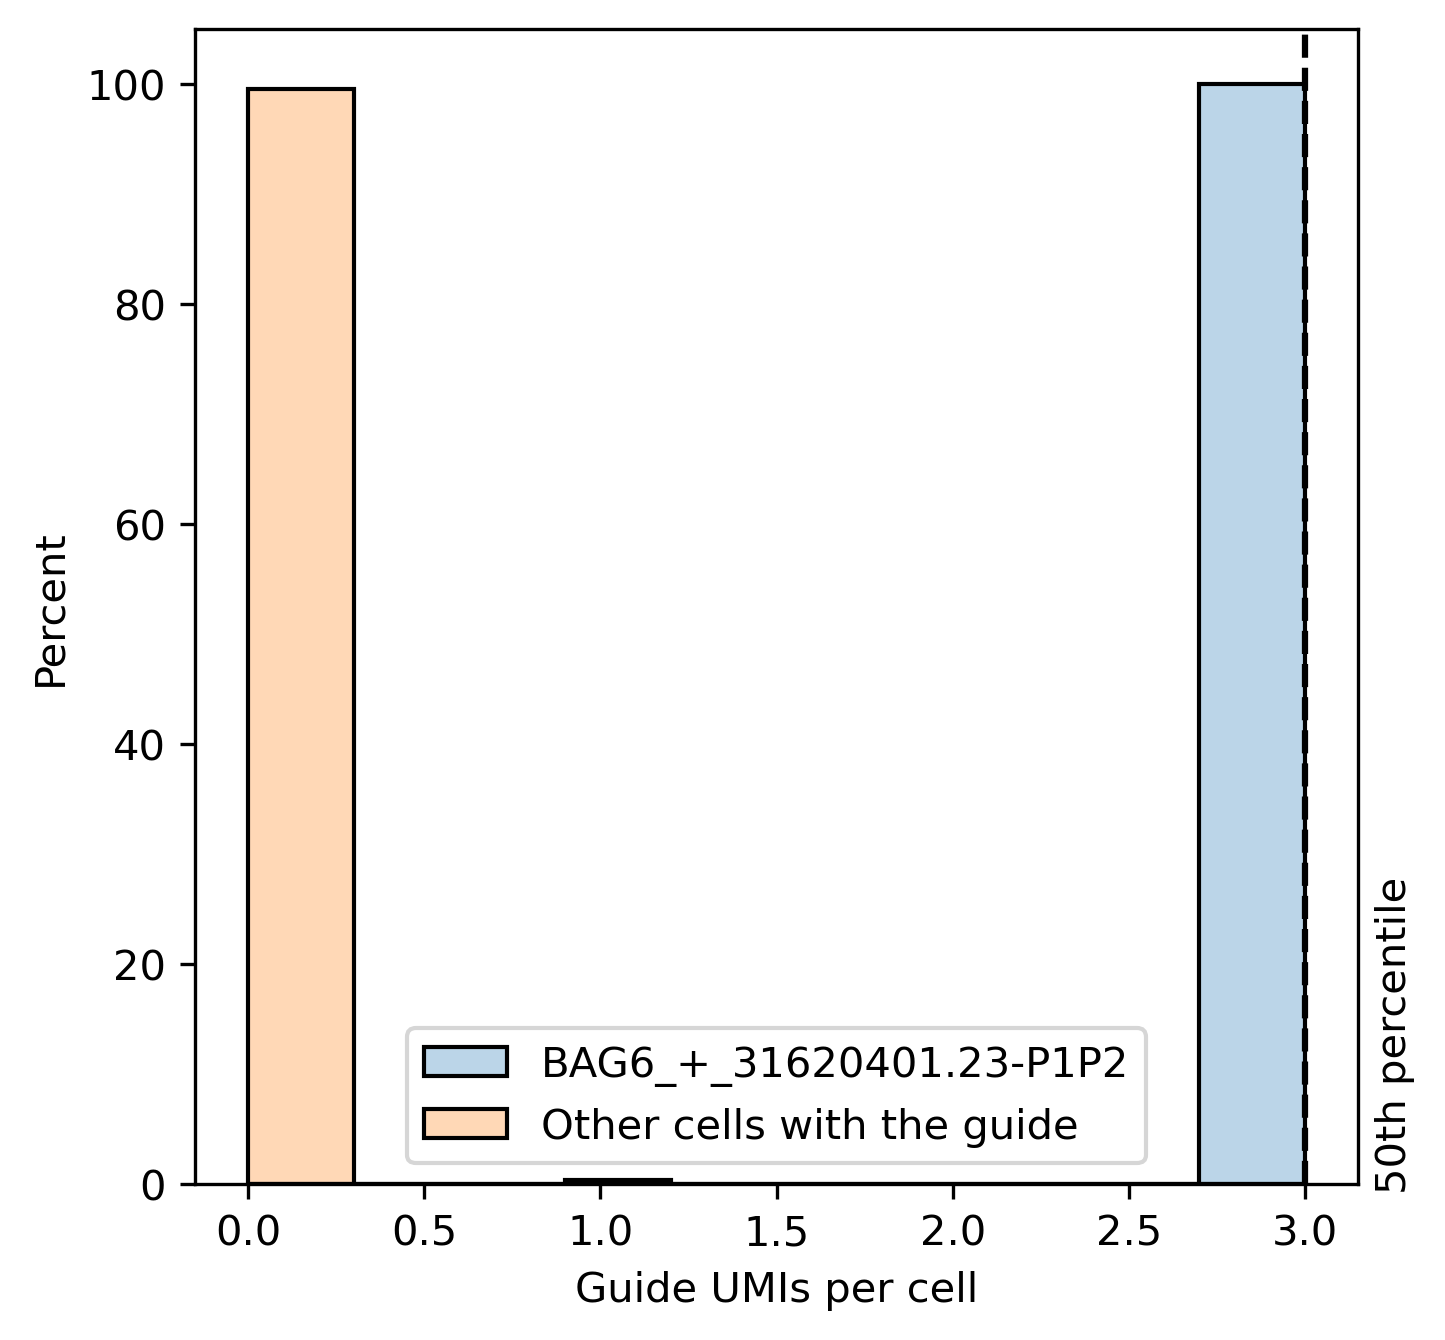 Percent
100
80
60
40
20
0
0.0 0.5 1.0 1.5 2.0 2.5 3.0
Guide UMIs per cell
BAG6_+_31620401.23-P1P2
Other cells with the guide
50th percentile